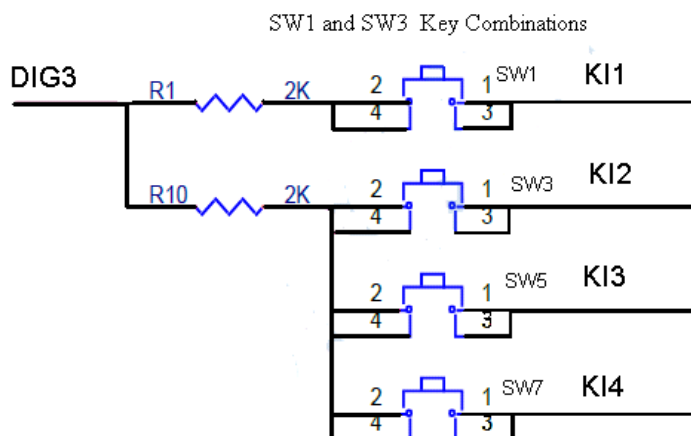 SW1 and SW3 Key Combinations
DIG3
R1 2K 2 1 SW1 KI1
4 3
R10 2K 2 1 SW3 KI2
4 3
2 1 SW5 KI3
4 3
2 1 SW7 KI4
4 3